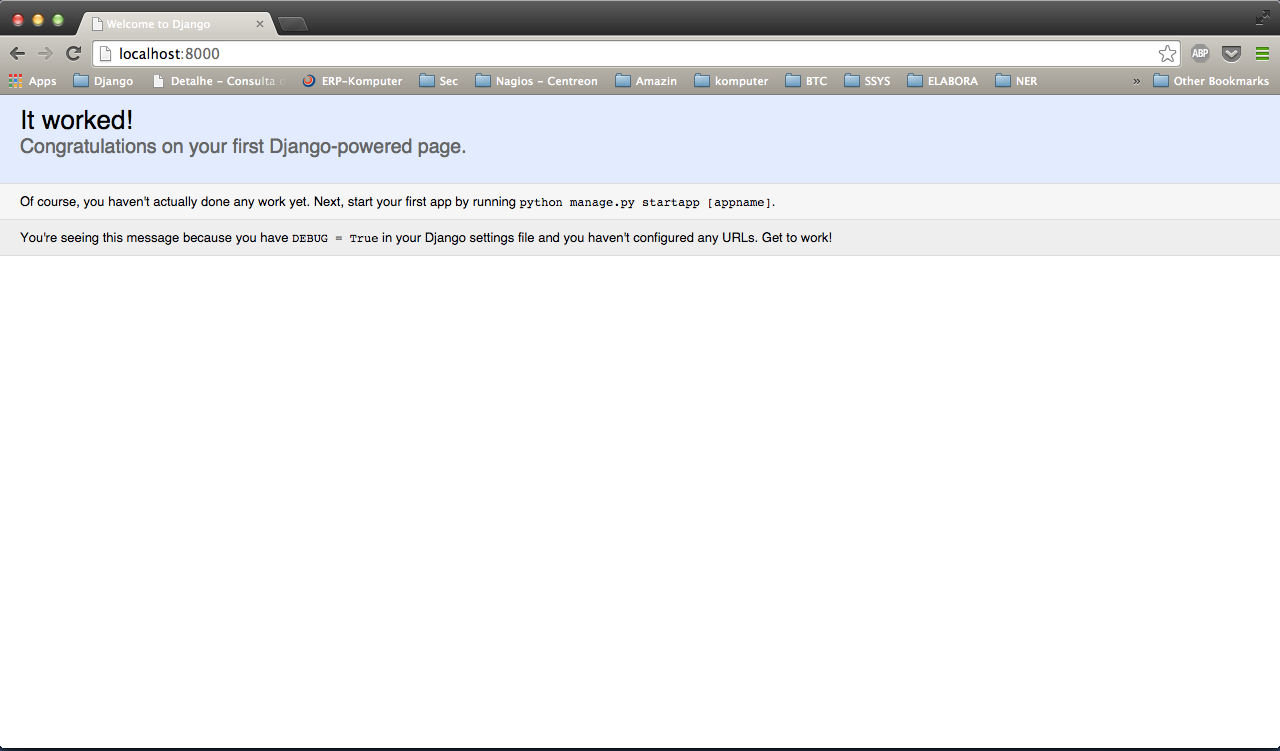 Welcome to Django
localhost:8000
ABP
Apps Django Detalhe – Consulta ERP-Komputer Sec Nagios – Centreon Amazin komputer BTC SSYS ELABORA NER » Other Bookmarks
It worked!
Congratulations on your first Django-powered page.
Of course, you haven't actually done any work yet. Next, start your first app by running python manage.py startapp [appname].
You're seeing this message because you have DEBUG = True in your Django settings file and you haven't configured any URLs. Get to work!